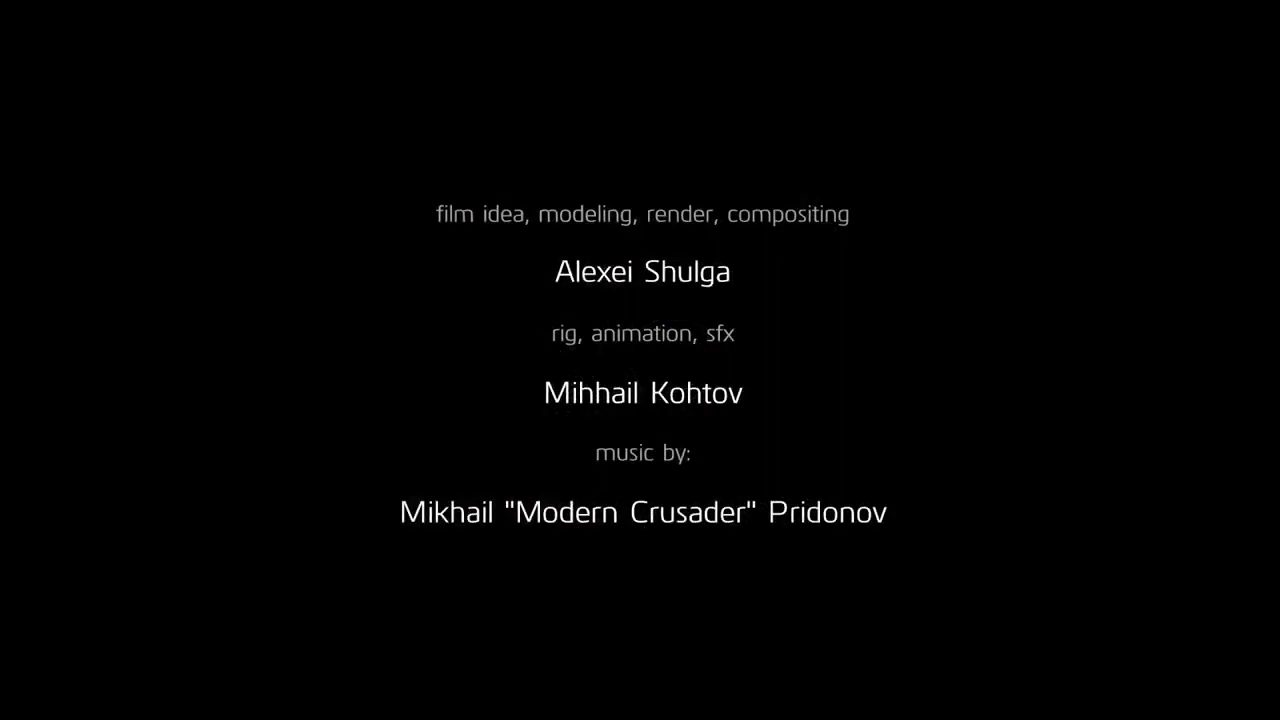 film idea, modeling, render, compositing
Alexei Shulga
rig, animation, sfx
Mihhail Kohtov
music by:
Mikhail "Modern Crusader" Pridonov